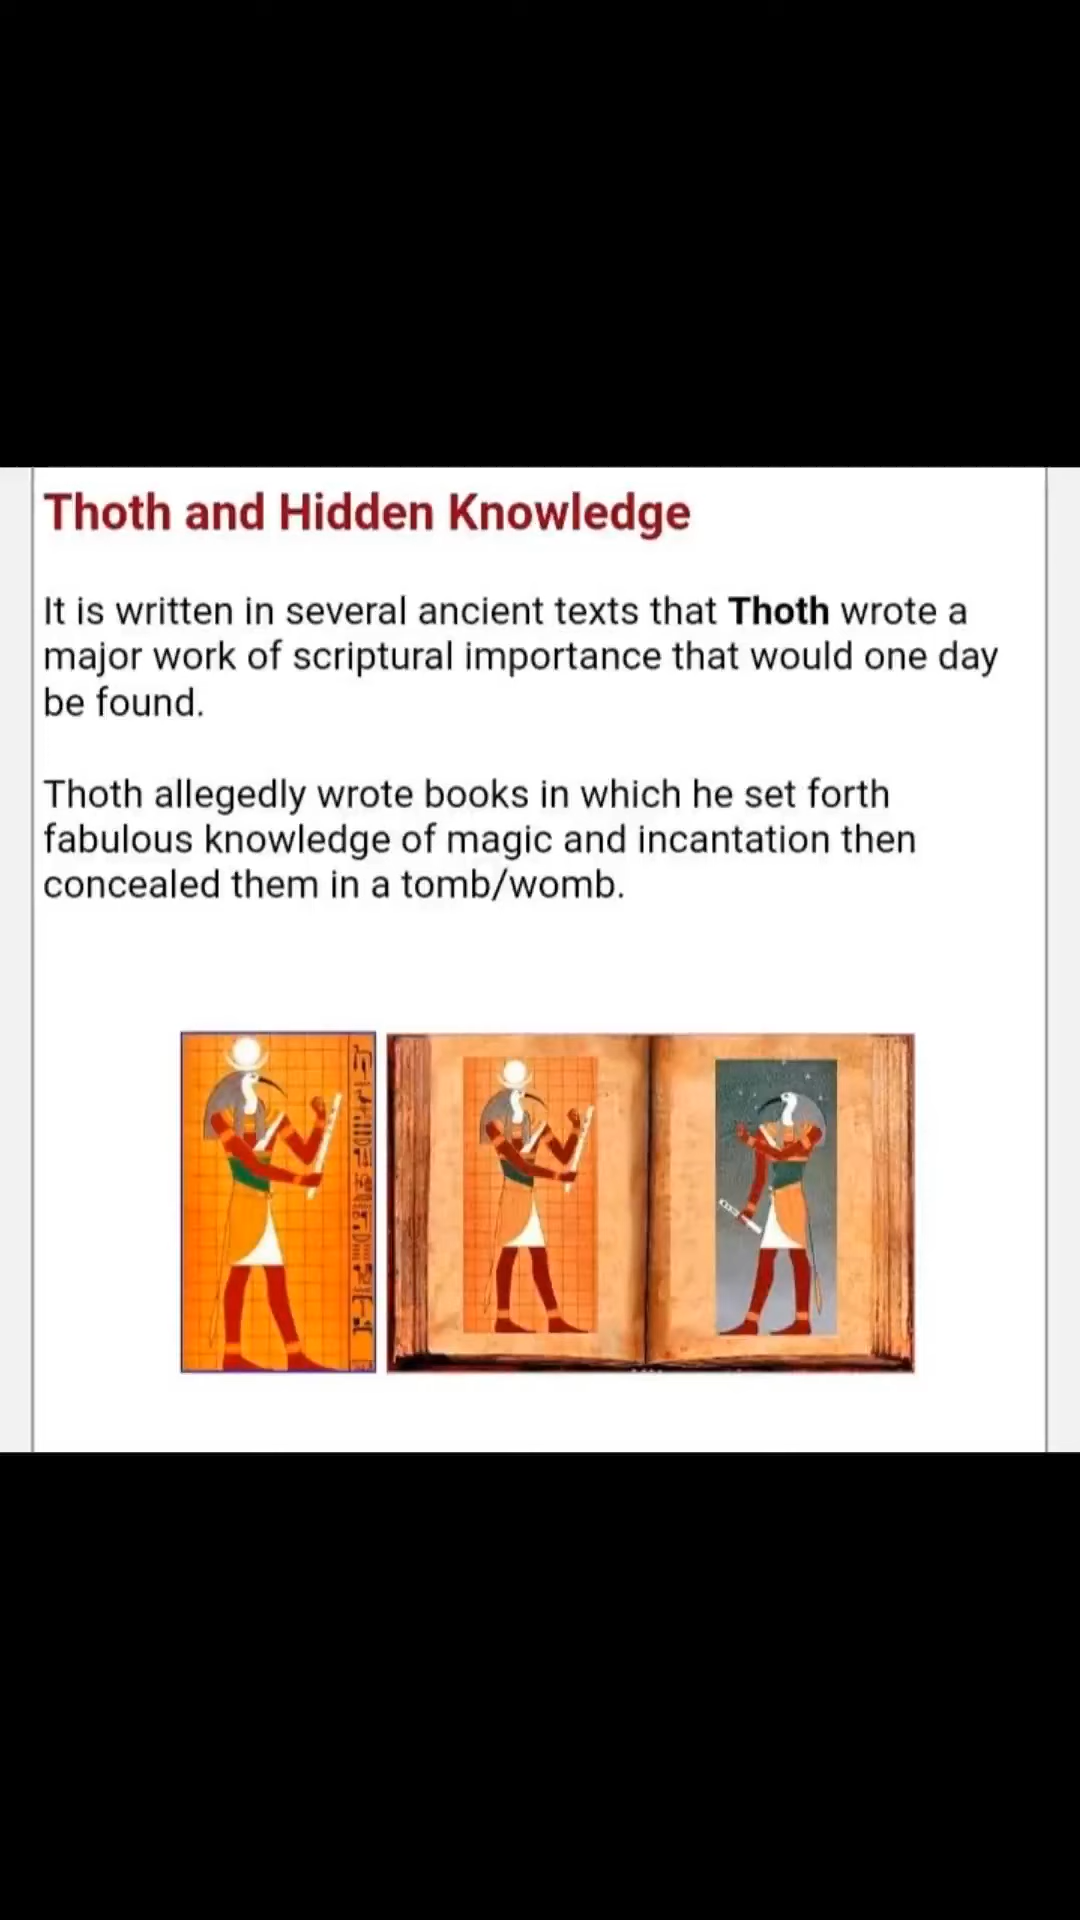 Thoth and Hidden Knowledge
It is written in several ancient texts that Thoth wrote a
major work of scriptural importance that would one day
be found.
Thoth allegedly wrote books in which he set forth
fabulous knowledge of magic and incantation then
concealed them in a tomb/womb.